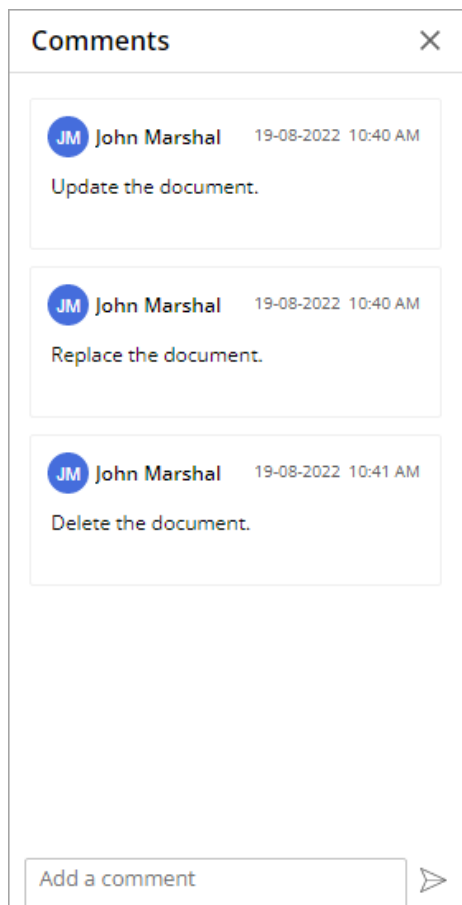 Comments
JM John Marshal 19-08-2022 10:40 AM
Update the document.
JM John Marshal 19-08-2022 10:40 AM
Replace the document.
JM John Marshal 19-08-2022 10:41 AM
Delete the document.
Add a comment